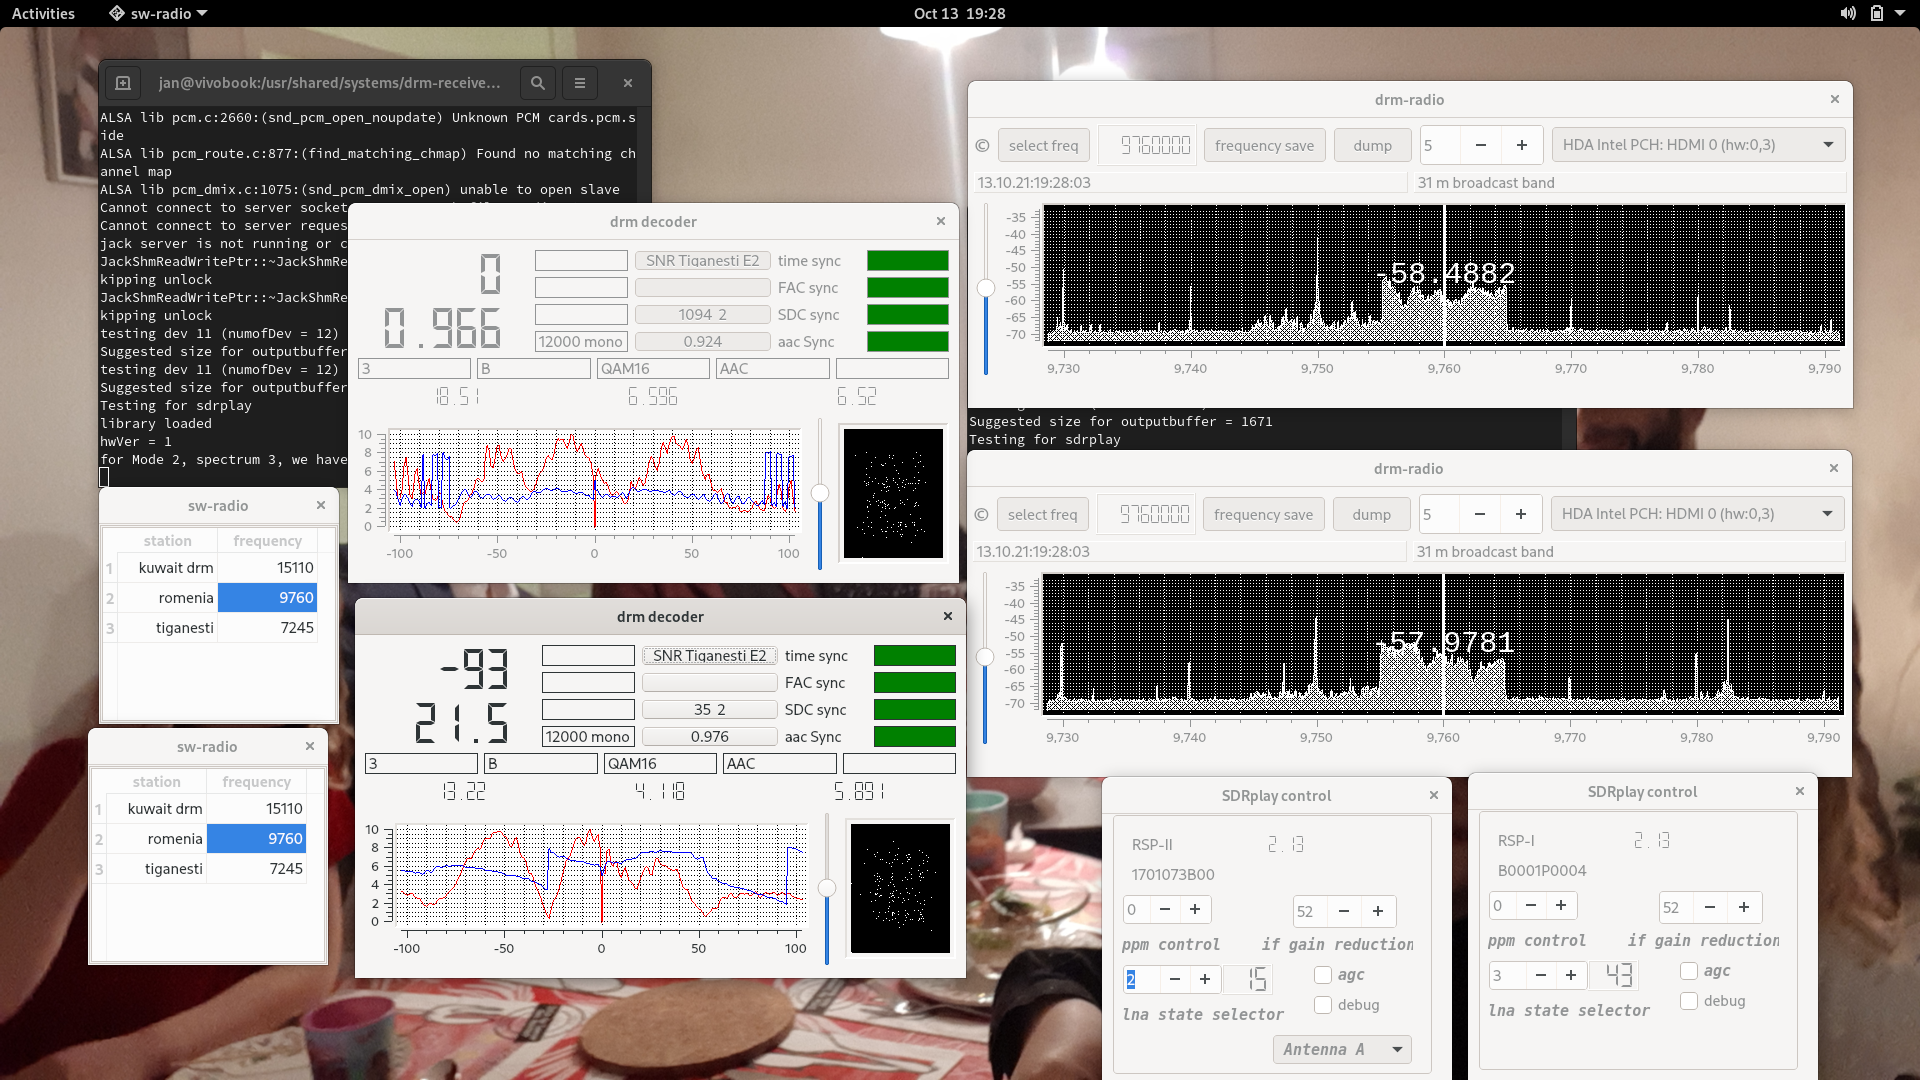 Activities
sw-radio
Oct 13 19:28
jan@vivobook:/usr/shared/systems/drm-receive...
ALSA lib pcm.c:2660:(snd_pcm_open_noupdate) Unknown PCM cards.pcm.s
ide
ALSA lib pcm_route.c:877:(find_matching_chmap) Found no matching ch
annel map
ALSA lib pcm_dmix.c:1075:(snd_pcm_dmix_open) unable to open slave
Cannot connect to server socket
Cannot connect to server reques
jack server is not running or c
JackShmReadWritePtr::~JackShmRe
kipping unlock
JackShmReadWritePtr::~JackShmRe
kipping unlock
testing dev 11 (numofDev = 12)
Suggested size for outputbuffer
testing dev 11 (numofDev = 12)
Suggested size for outputbuffer
Testing for sdrplay
library loaded
hwVer = 1
for Mode 2, spectrum 3, we have
drm decoder
0
SNR Tiganesti E2
time sync
FAC sync
0.966
1094 2
SDC sync
12000 mono
0.924
aac Sync
3
B
QAM16
AAC
18.51
6.596
6.52
10
8
6
4
2
0
-100
-50
0
50
100
sw-radio
station frequency
1 kuwait drm 15110
2 romenia 9760
3 tiganesti 7245
drm decoder
-93
SNR Tiganesti E2
time sync
FAC sync
21.5
35 2
SDC sync
12000 mono
0.976
aac Sync
3
B
QAM16
AAC
13.22
4.118
5.891
10
8
6
4
2
0
-100
-50
0
50
100
sw-radio
station frequency
1 kuwait drm 15110
2 romenia 9760
3 tiganesti 7245
drm-radio
©
select freq
9760000
frequency save
dump
5
HDA Intel PCH: HDMI 0 (hw:0,3)
13.10.21:19:28:03
31 m broadcast band
-35
-40
-45
-50
-55
-60
-65
-70
-58.4882
9,730
9,740
9,750
9,760
9,770
9,780
9,790
Suggested size for outputbuffer = 1671
Testing for sdrplay
drm-radio
©
select freq
9760000
frequency save
dump
5
HDA Intel PCH: HDMI 0 (hw:0,3)
13.10.21:19:28:03
31 m broadcast band
-35
-40
-45
-50
-55
-60
-65
-70
-57.9781
9,730
9,740
9,750
9,760
9,770
9,780
9,790
SDRplay control
RSP-II
2.13
1701073B00
0
52
ppm control
if gain reduction
2
15
agc
debug
lna state selector
Antenna A
SDRplay control
RSP-I
2.13
B0001P0004
0
52
ppm control
if gain reduction
3
43
agc
debug
lna state selector